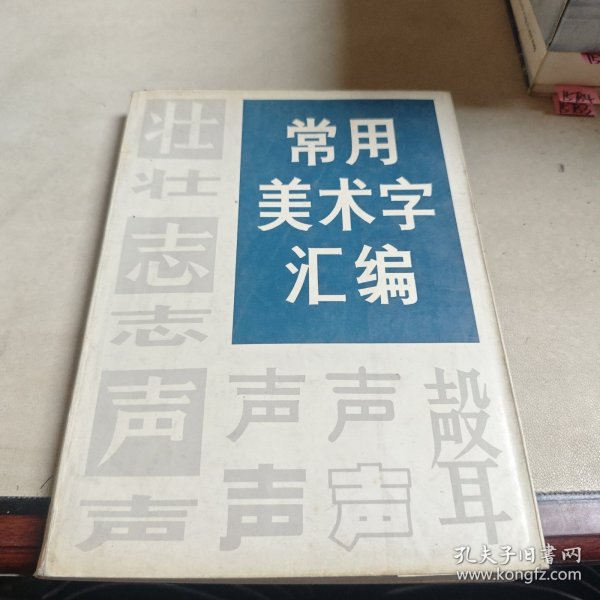 常用
美术字
汇编
壮
壮
志
志
声 声 声 聲
声 声 声
孔夫子旧书网
www.kongfz.com